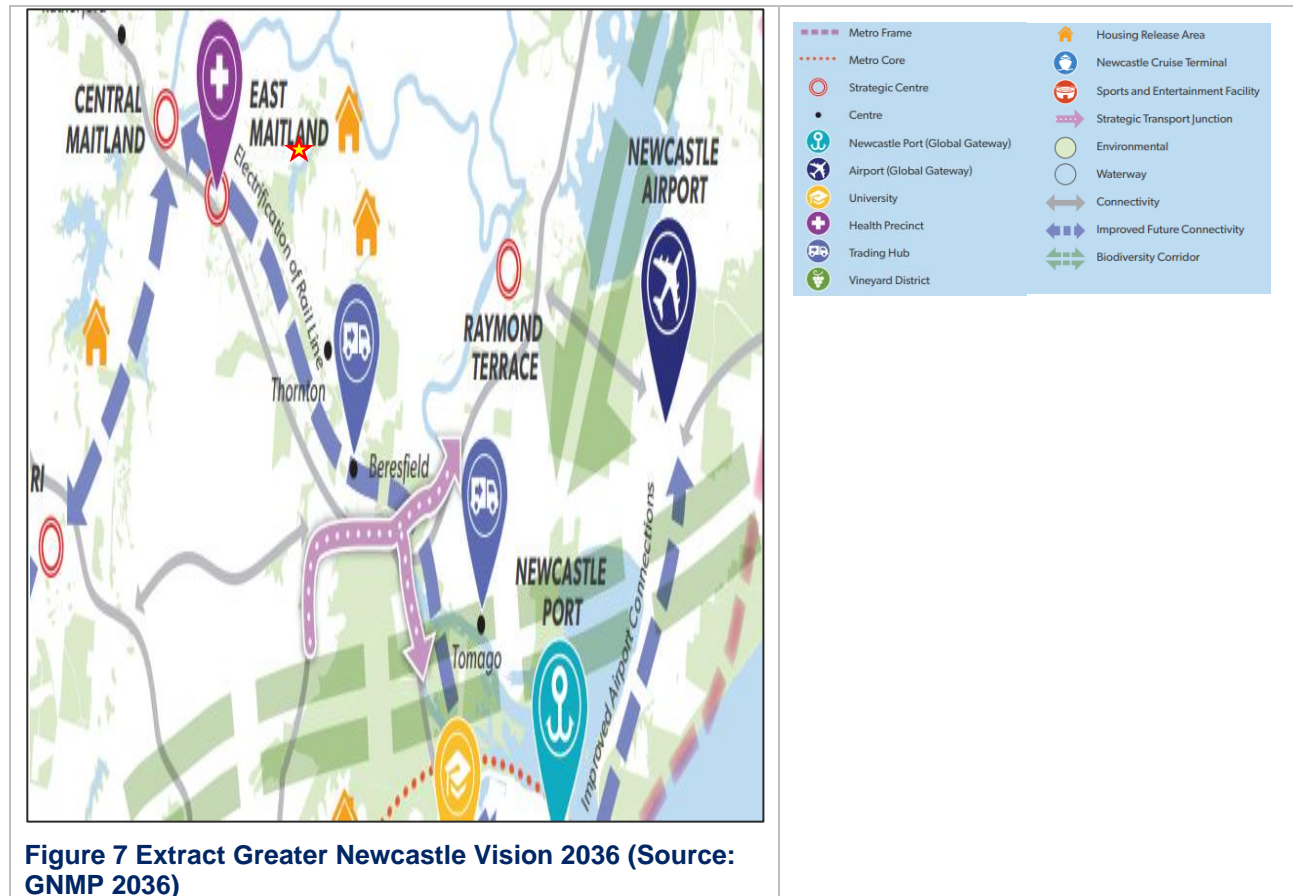 CENTRAL
MAITLAND
EAST
MAITLAND
Electrification of Rail Line
NEWCASTLE
AIRPORT
RAYMOND
TERRACE
Thornton
Beresfield
RI
NEWCASTLE
PORT
Tomago
Improved Airport Connections
Metro Frame
Metro Core
Strategic Centre
Centre
Newcastle Port (Global Gateway)
Airport (Global Gateway)
University
Health Precinct
Trading Hub
Vineyard District
Housing Release Area
Newcastle Cruise Terminal
Sports and Entertainment Facility
Strategic Transport Junction
Environmental
Waterway
Connectivity
Improved Future Connectivity
Biodiversity Corridor
Figure 7 Extract Greater Newcastle Vision 2036 (Source:
GNMP 2036)